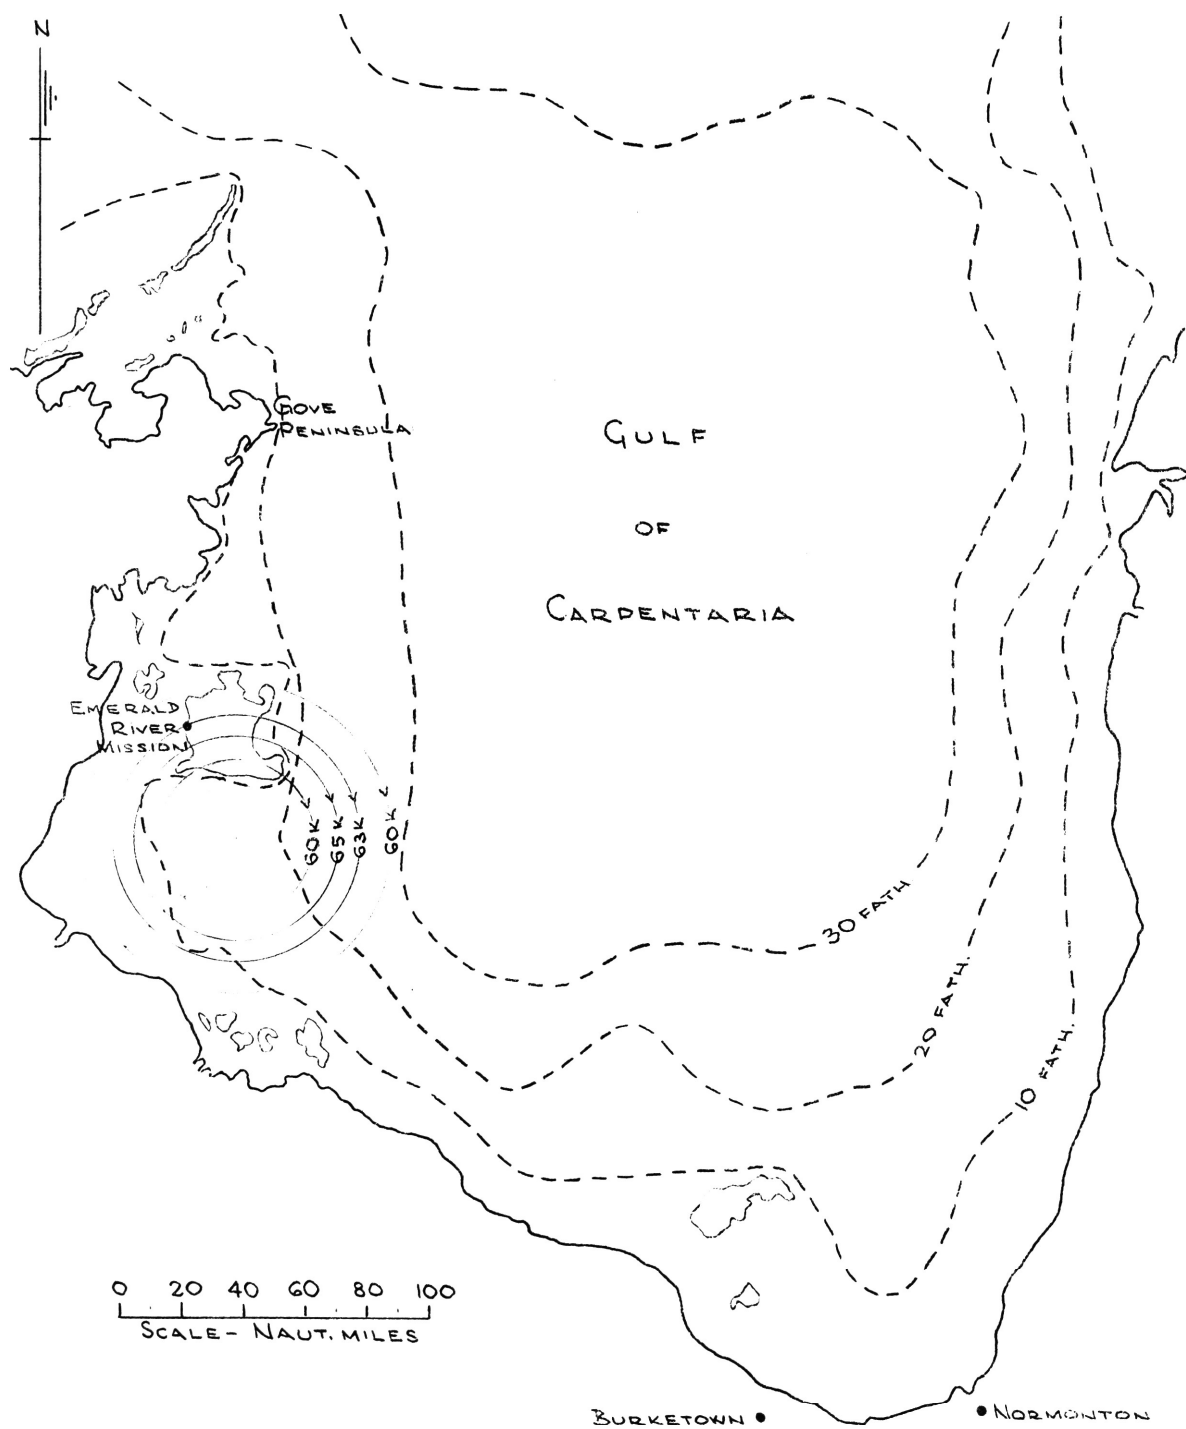 N
GOVE
PENINSULA
GULF
OF
CARPENTARIA
EMERALD
RIVER
MISSION
60K
65K
63K
60K
30 FATH
20 FATH.
10 FATH.
0 20 40 60 80 100
SCALE - NAUT. MILES
BURKETOWN
NORMONTON